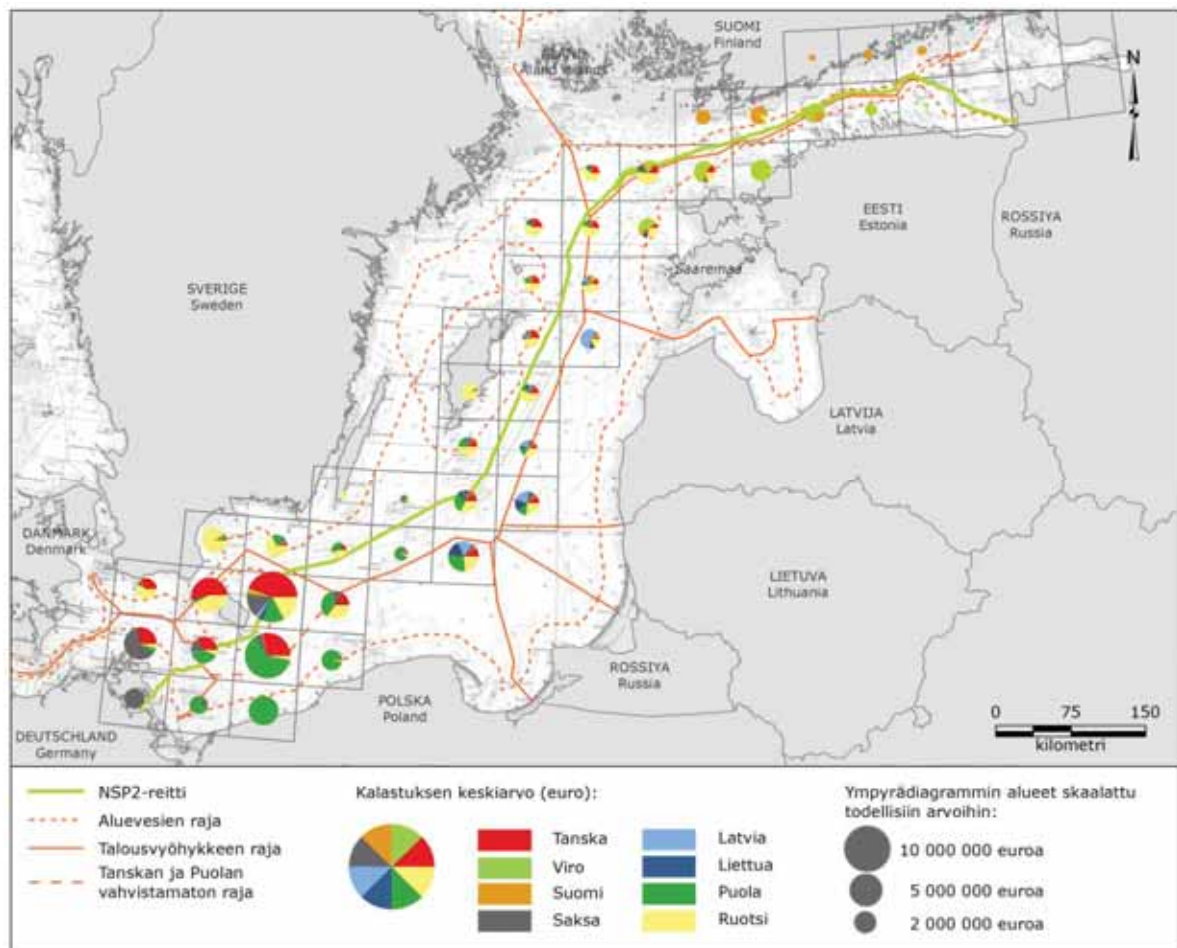 SUOMI
Finland
Åland Islands
N
EESTI
Estonia
ROSSIYA
Russia
Saaremaa
SVERIGE
Sweden
LATVIJA
Latvia
DANMARK
Denmark
LIETUVA
Lithuania
ROSSIYA
Russia
POLSKA
Poland
DEUTSCHLAND
Germany
0 75 150
kilometri
NSP2-reitti
Aluevesien raja
Talousvyöhykkeen raja
Tanskan ja Puolan
vahvistamaton raja
Kalastuksen keskiarvo (euro):
Tanska
Viro
Suomi
Saksa
Latvia
Liettua
Puola
Ruotsi
Ympyrädiagrammin alueet skaalattu
todellisiin arvoihin:
10 000 000 euroa
5 000 000 euroa
2 000 000 euroa